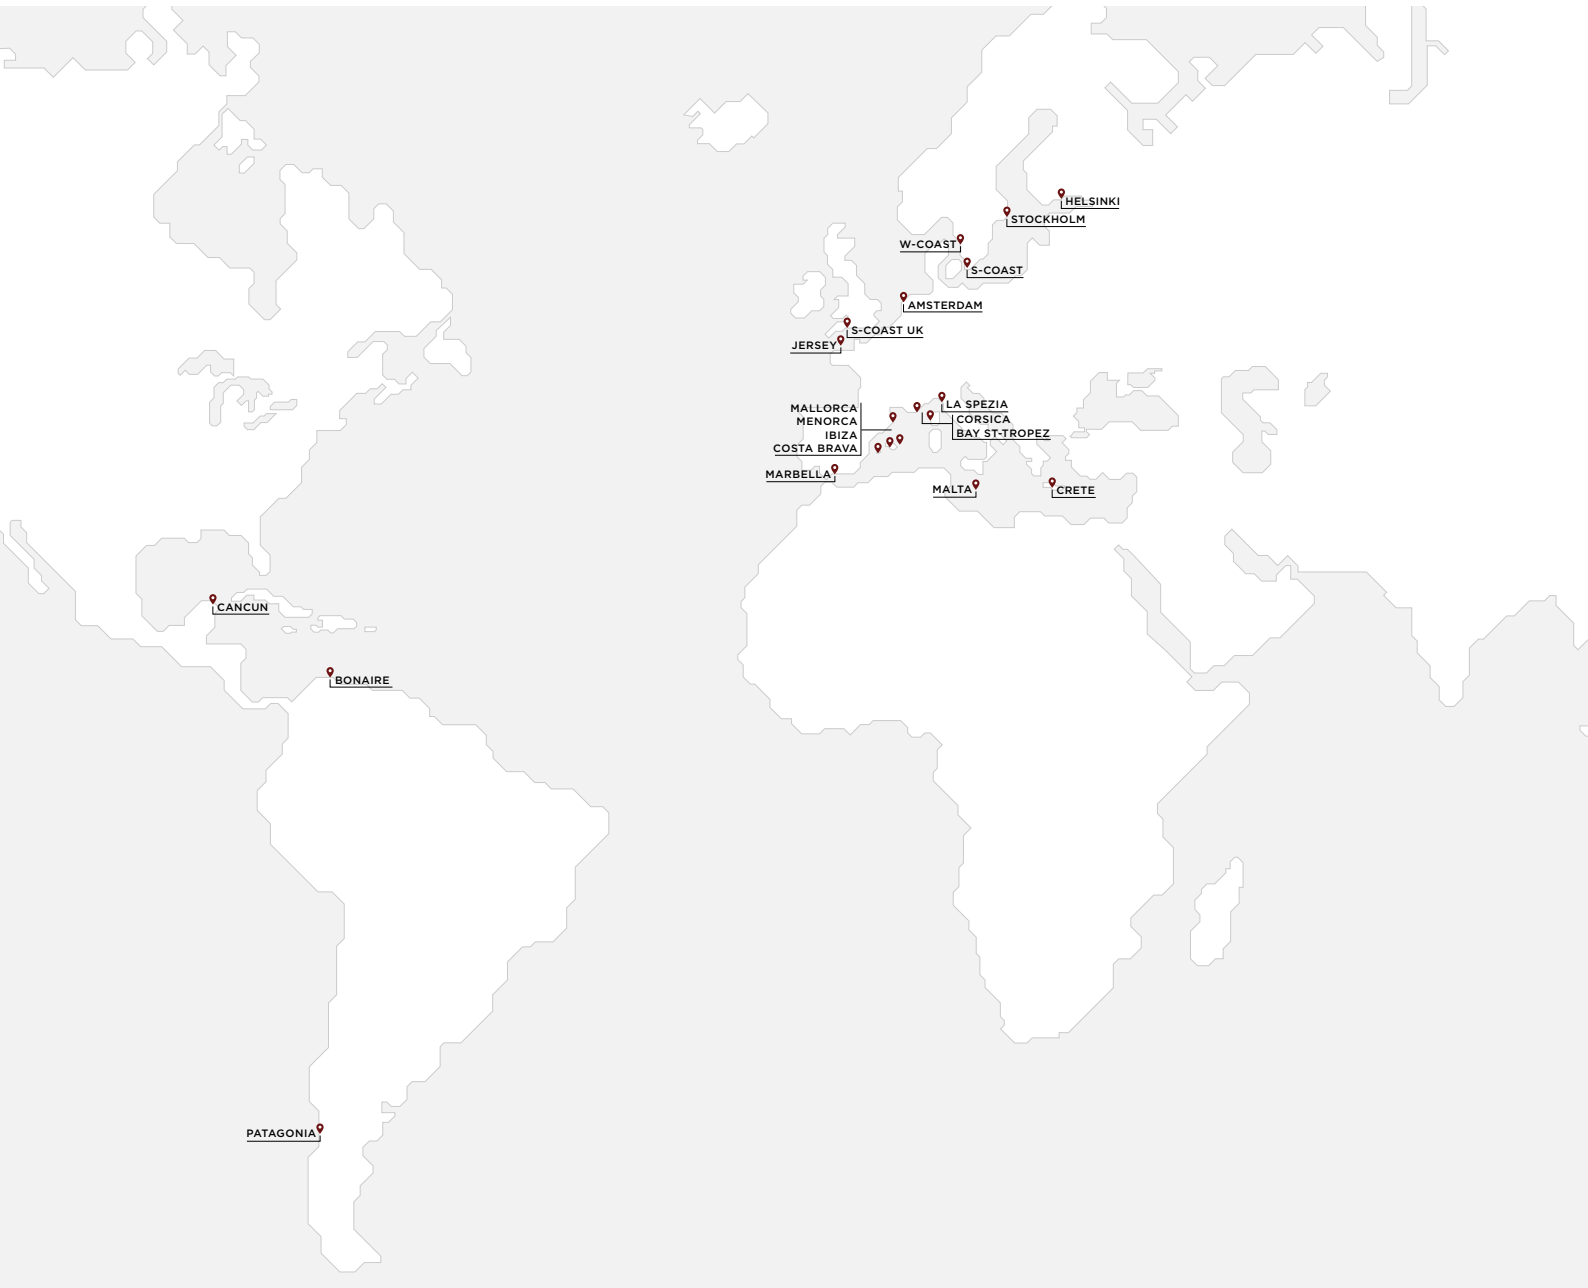 HELSINKI
STOCKHOLM
W-COAST
S-COAST
AMSTERDAM
S-COAST UK
JERSEY
LA SPEZIA
MALLORCA
MENORCA
IBIZA
COSTA BRAVA
CORSICA
BAY ST-TROPEZ
MARBELLA
MALTA
CRETE
CANCUN
BONAIRE
PATAGONIA